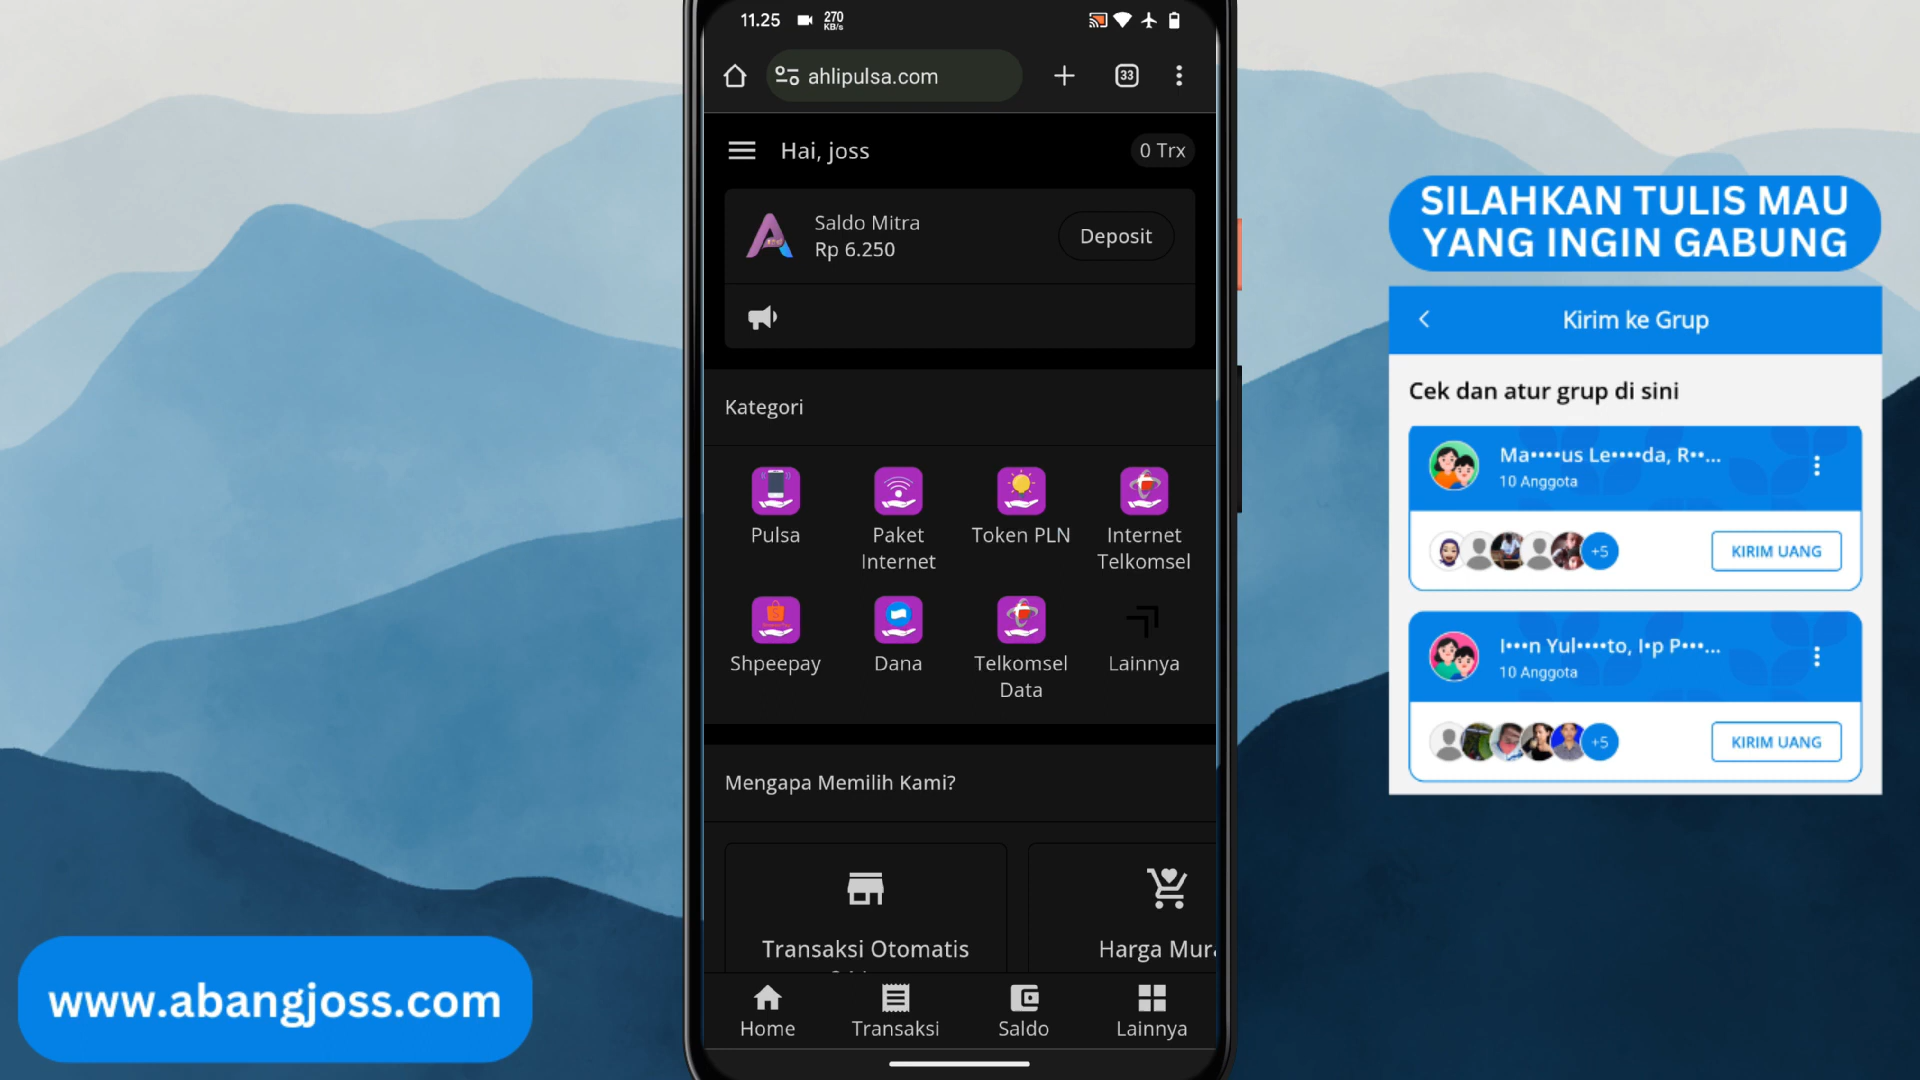 11.25
270
KB/s
ahlipulsa.com
33
Hai, joss
0 Trx
Saldo Mitra
Rp 6.250
Deposit
Kategori
Pulsa
Paket
Internet
Token PLN
Internet
Telkomsel
Shpeepay
Dana
Telkomsel
Data
Lainnya
Mengapa Memilih Kami?
Transaksi Otomatis
Harga Mura
Home
Transaksi
Saldo
Lainnya
SILAHKAN TULIS MAU
YANG INGIN GABUNG
Kirim ke Grup
Cek dan atur grup di sini
Ma••••us Le••••da, R••...
10 Anggota
+5
KIRIM UANG
I•••n Yul••••to, I•p P•••...
10 Anggota
+5
KIRIM UANG
www.abangjoss.com